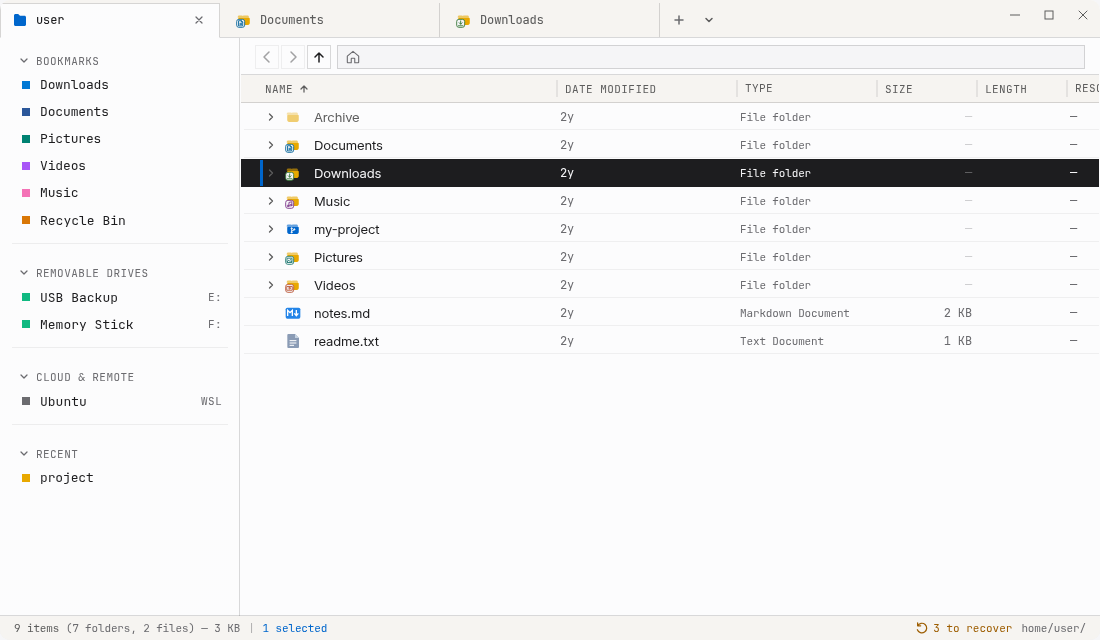 user
Documents
Downloads
BOOKMARKS
Downloads
Documents
Pictures
Videos
Music
Recycle Bin
REMOVABLE DRIVES
USB Backup E:
Memory Stick F:
CLOUD & REMOTE
Ubuntu WSL
RECENT
project
NAME DATE MODIFIED TYPE SIZE LENGTH RESO
Archive 2y File folder — —
Documents 2y File folder — —
Downloads 2y File folder — —
Music 2y File folder — —
my-project 2y File folder — —
Pictures 2y File folder — —
Videos 2y File folder — —
notes.md 2y Markdown Document 2 KB —
readme.txt 2y Text Document 1 KB —
9 items (7 folders, 2 files) — 3 KB | 1 selected
3 to recover home/user/